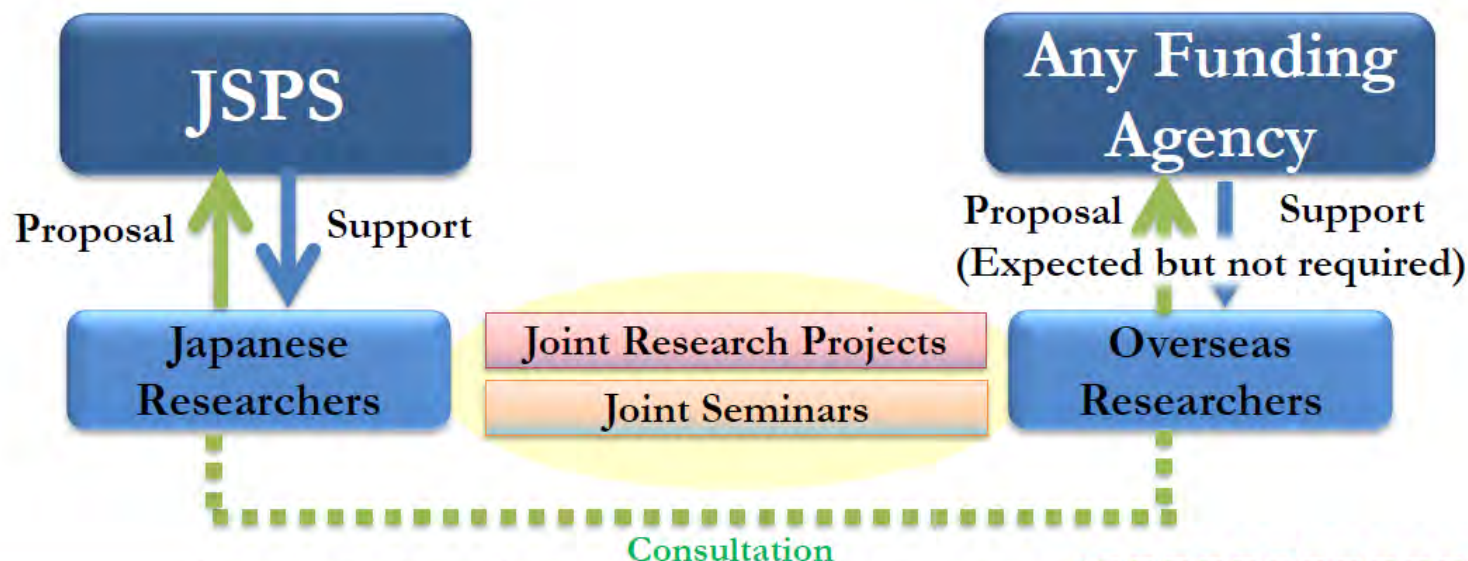 JSPS
Any Funding
Agency
Proposal
Support
Proposal
Support
(Expected but not required)
Japanese
Researchers
Joint Research Projects
Joint Seminars
Overseas
Researchers
Consultation